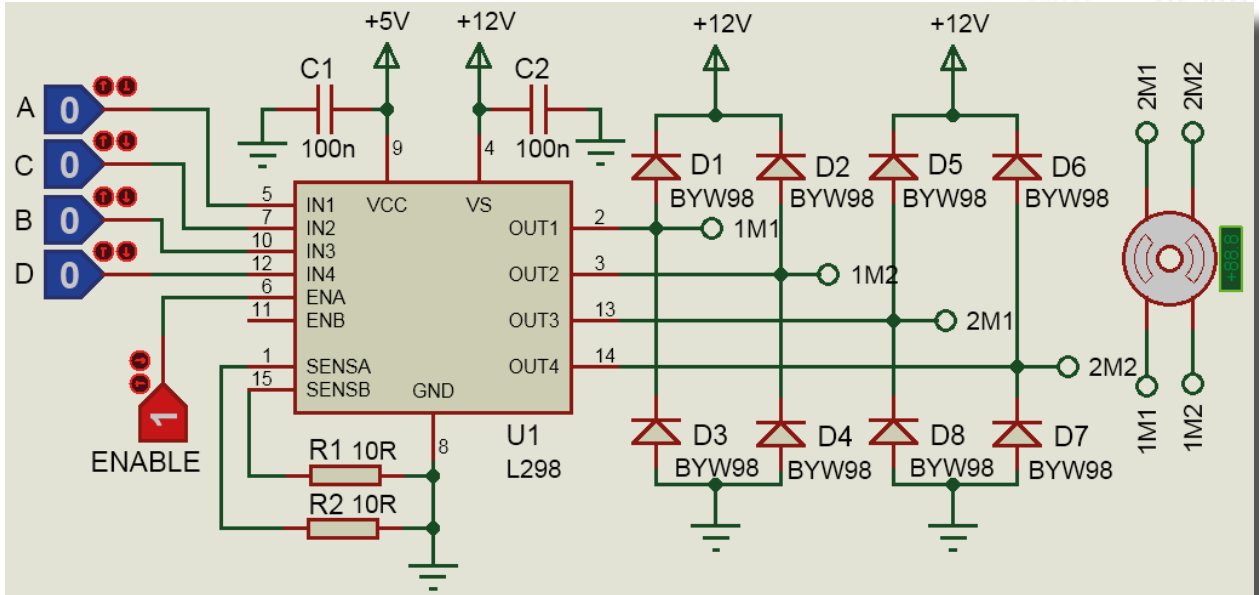 +5V
+12V
+12V
+12V
C1
100n
C2
100n
A
0
C
0
B
0
D
0
1
ENABLE
9
4
5
7
10
12
6
11
1
15
8
2
3
13
14
IN1
IN2
IN3
IN4
ENA
ENB
SENSA
SENSB
VCC
VS
OUT1
OUT2
OUT3
OUT4
GND
U1
L298
R1 10R
R2 10R
D1
BYW98
D2
BYW98
D5
BYW98
D6
BYW98
1M1
1M2
2M1
2M2
D3
BYW98
D4
BYW98
D8
BYW98
D7
BYW98
2M1
2M2
+88.8
1M1
1M2